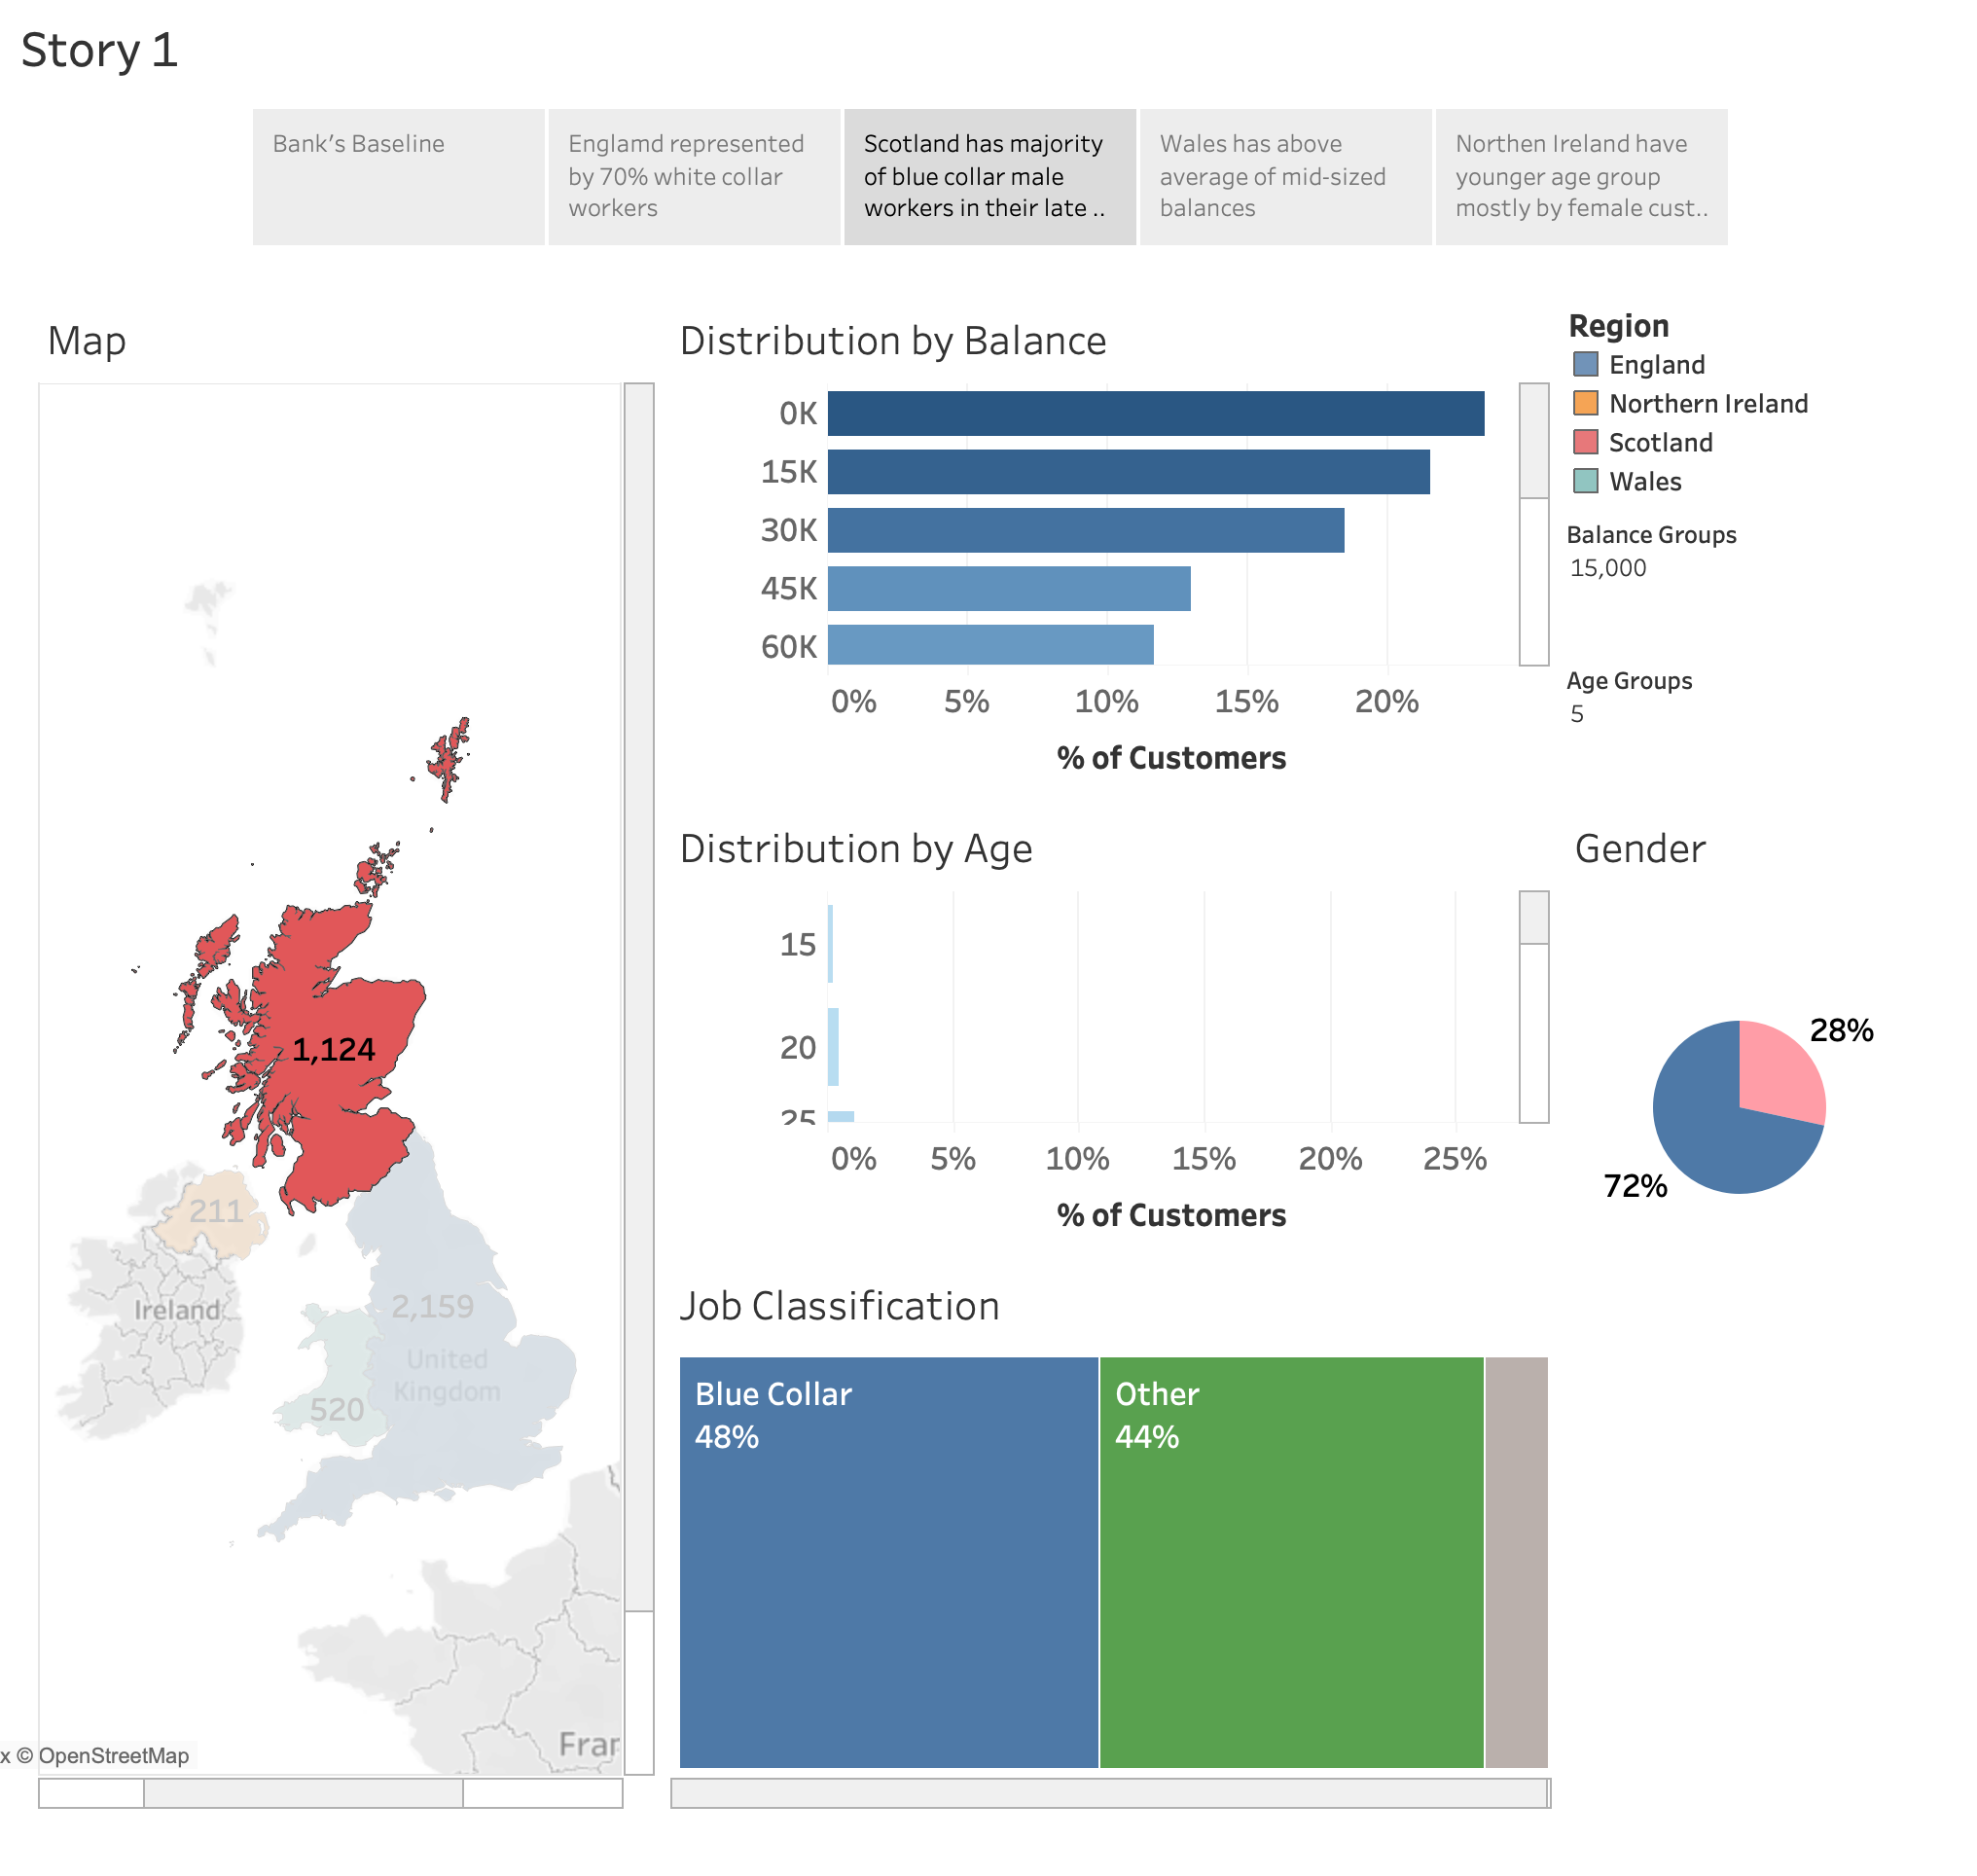 Story 1
Bank's Baseline
Englamd represented
by 70% white collar
workers
Scotland has majority
of blue collar male
workers in their late ..
Wales has above
average of mid-sized
balances
Northen Ireland have
younger age group
mostly by female cust..
Map
1,124
211
2,159
Ireland
United
Kingdom
520
Fran
x © OpenStreetMap
Distribution by Balance
0K
15K
30K
45K
60K
0% 5% 10% 15% 20%
% of Customers
Region
England
Northern Ireland
Scotland
Wales
Balance Groups
15,000
Age Groups
5
Distribution by Age
15
20
25
0% 5% 10% 15% 20% 25%
% of Customers
Gender
28%
72%
Job Classification
Blue Collar
48%
Other
44%